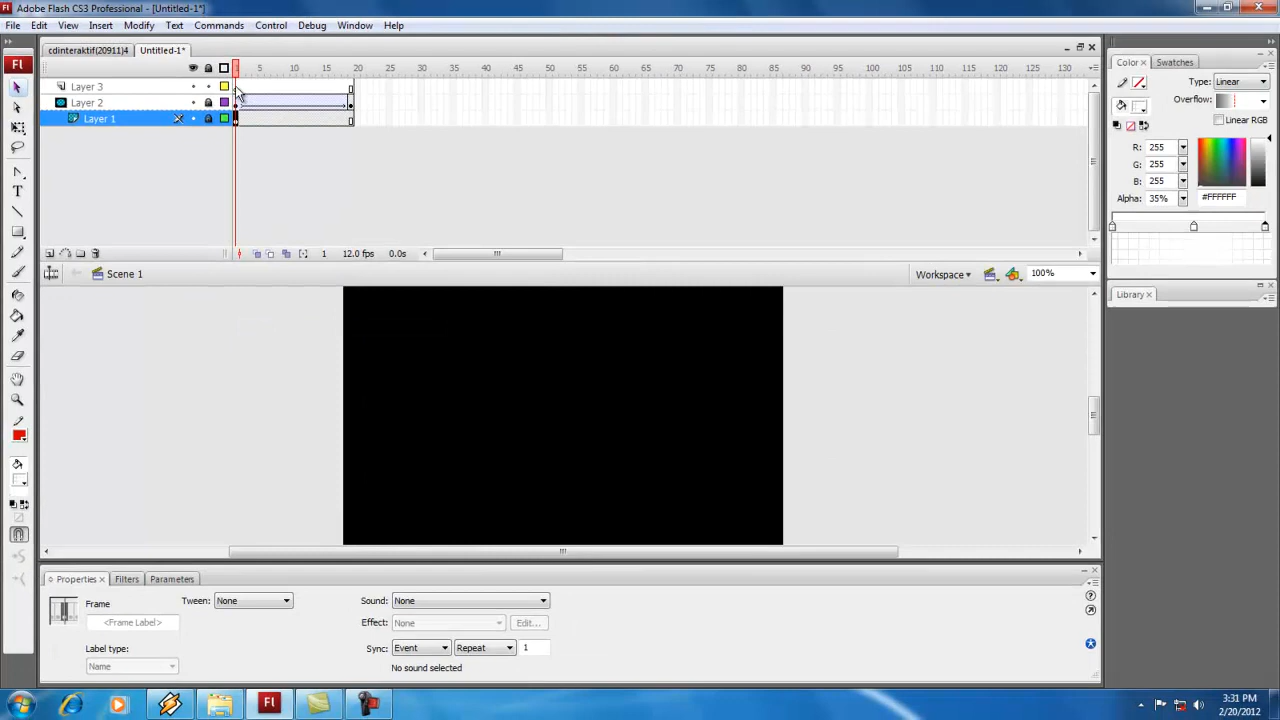 Adobe Flash CS3 Professional - [Untitled-1*]
File Edit View Insert Modify Text Commands Control Debug Window Help
cdinteraktif(20911)4 Untitled-1*
5 10 15 20 25 30 35 40 45 50 55 60 65 70 75 80 85 90 95 100 105 110 115 120 125 130
Layer 3
Layer 2
Layer 1
1 12.0 fps 0.0s
Scene 1 Workspace 100%
Fl
T
Color Swatches
Type: Linear
Overflow:
Linear RGB
R: 255
G: 255
B: 255
Alpha: 35% #FFFFFF
Library
Properties Filters Parameters
Frame Tween: None Sound: None
<Frame Label> Effect: None Edit...
Label type: Sync: Event Repeat 1
Name No sound selected
Fl 3:31 PM
2/20/2012